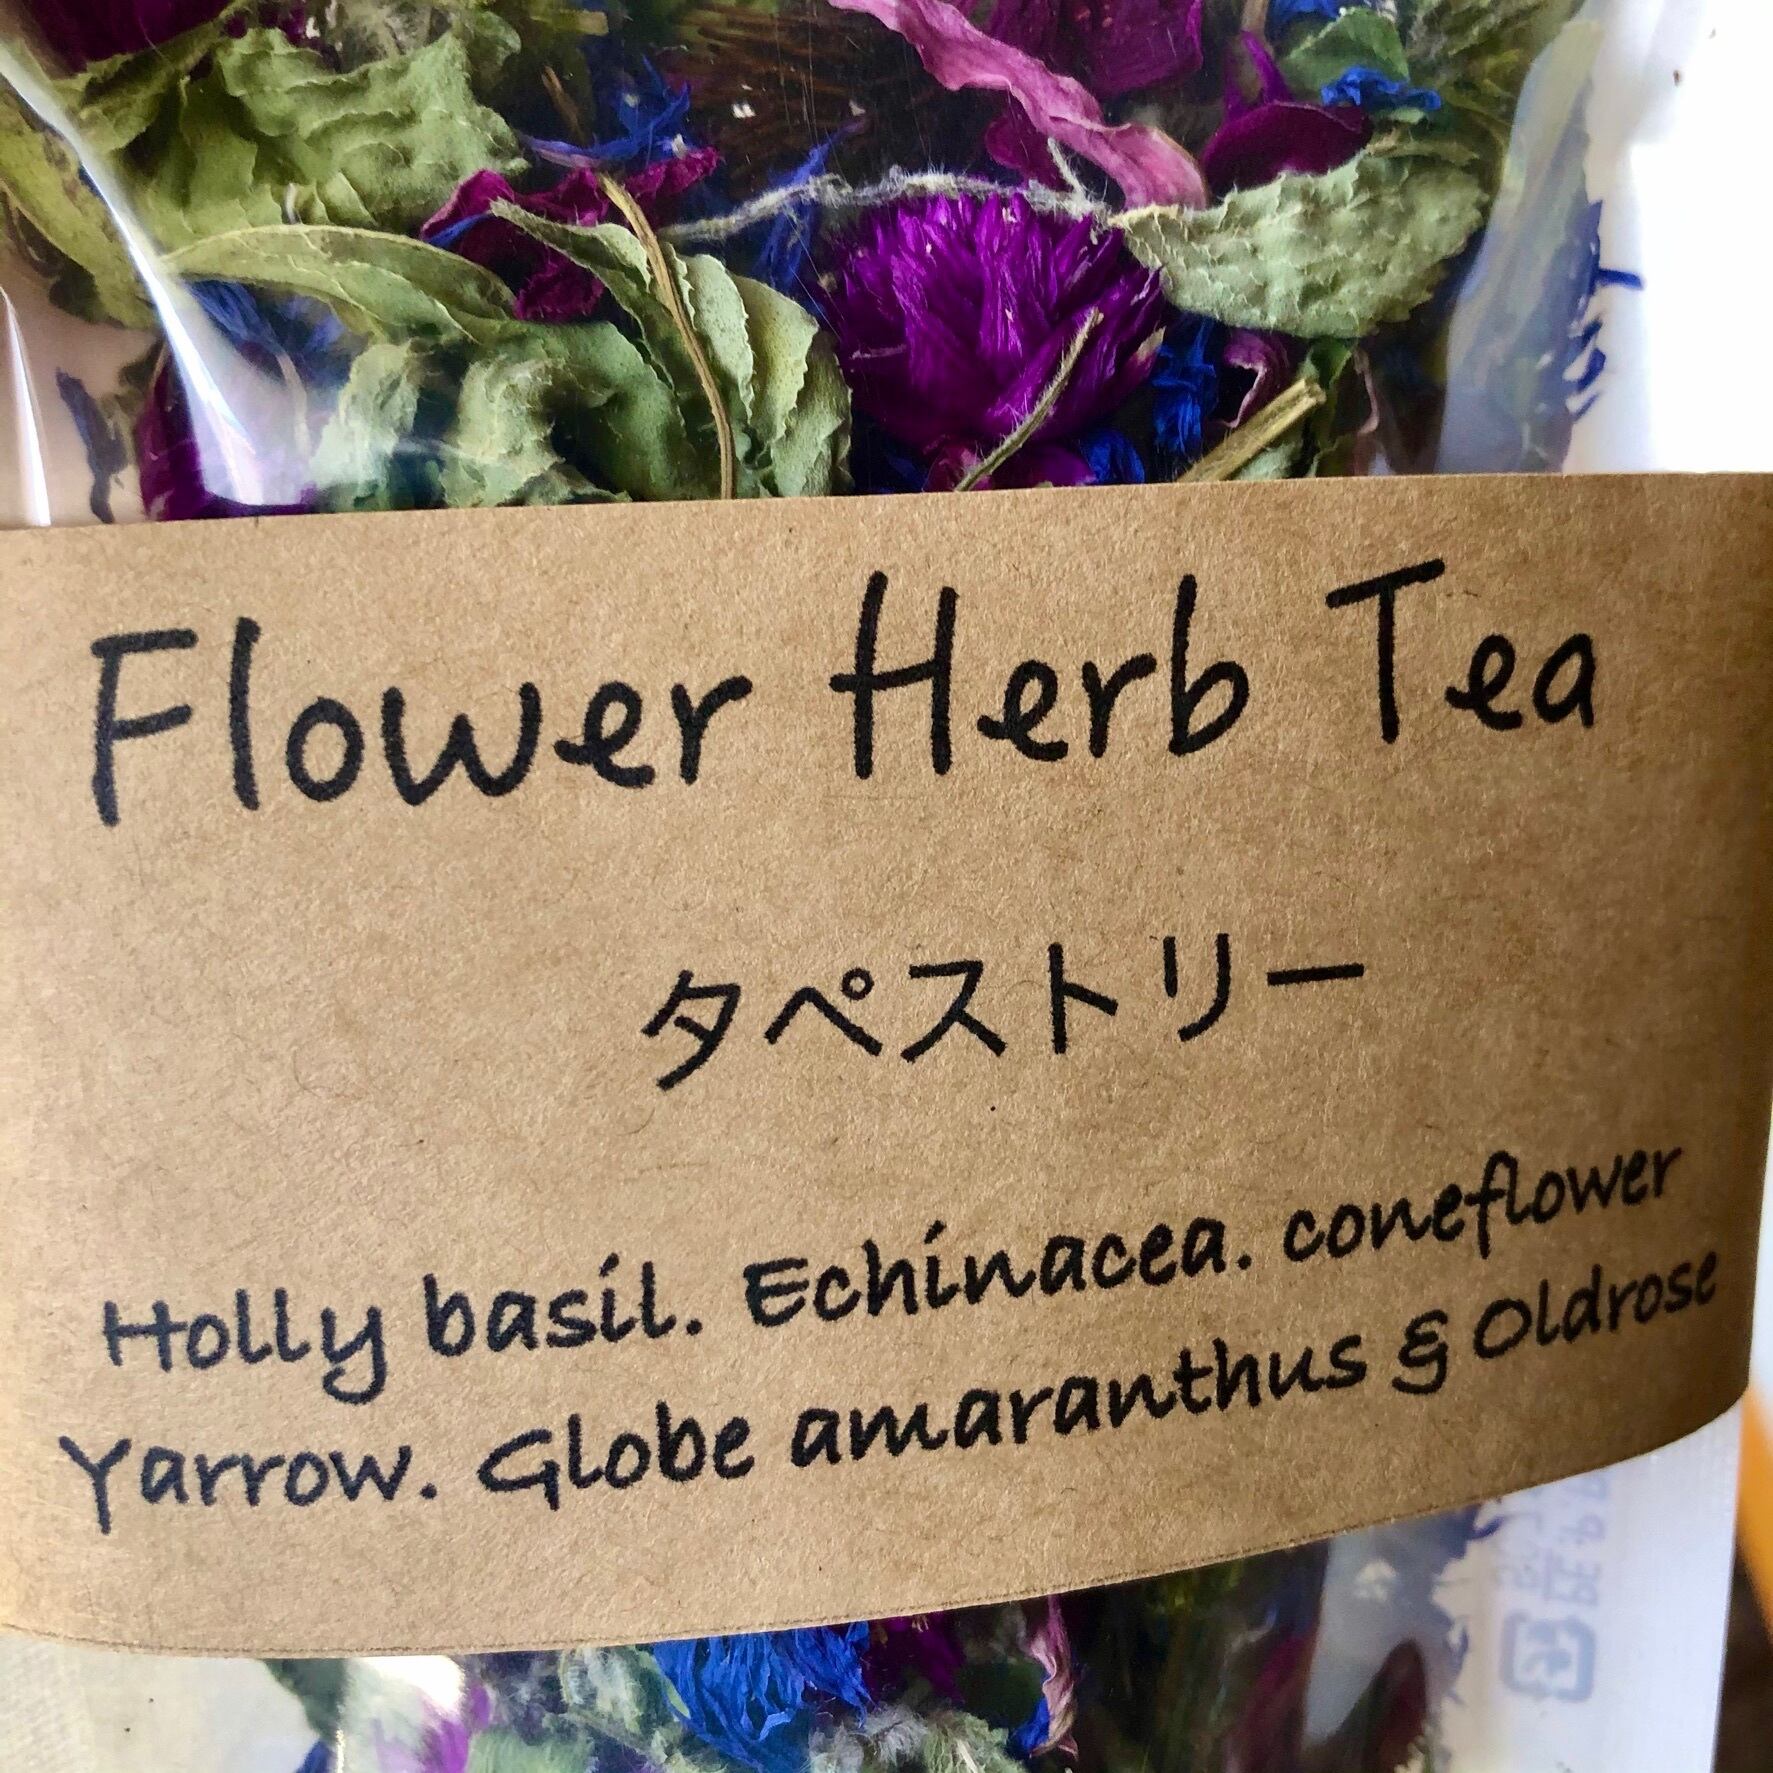 Flower Herb Tea
タペストリー
Holly basil. Echinacea. coneflower
Yarrow. Globe amaranthus & Oldrose